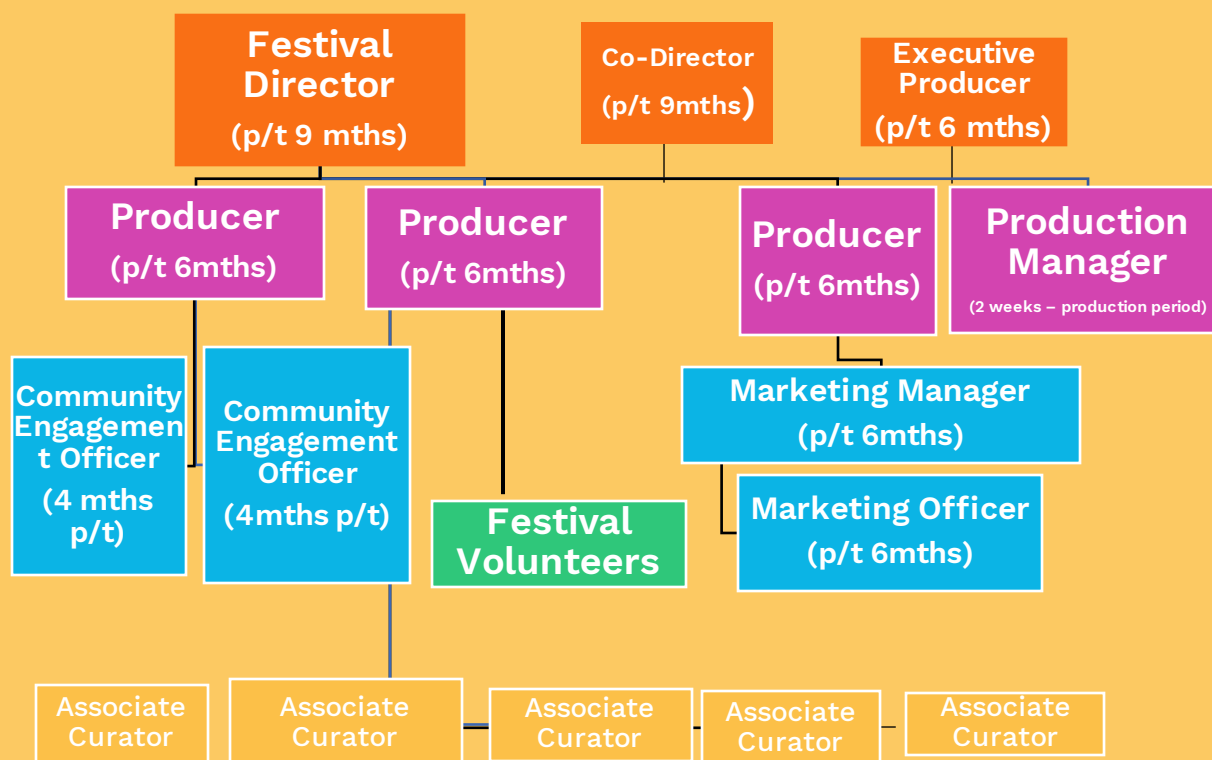 Festival
Director
(p/t 9 mths)
Co-Director
(p/t 9mths)
Executive
Producer
(p/t 6 mths)
Producer
(p/t 6mths)
Producer
(p/t 6mths)
Producer
(p/t 6mths)
Production
Manager
(2 weeks – production period)
Community
Engagemen
t Officer
(4 mths
p/t)
Community
Engagement
Officer
(4mths p/t)
Marketing Manager
(p/t 6mths)
Marketing Officer
(p/t 6mths)
Festival
Volunteers
Associate
Curator
Associate
Curator
Associate
Curator
Associate
Curator
Associate
Curator